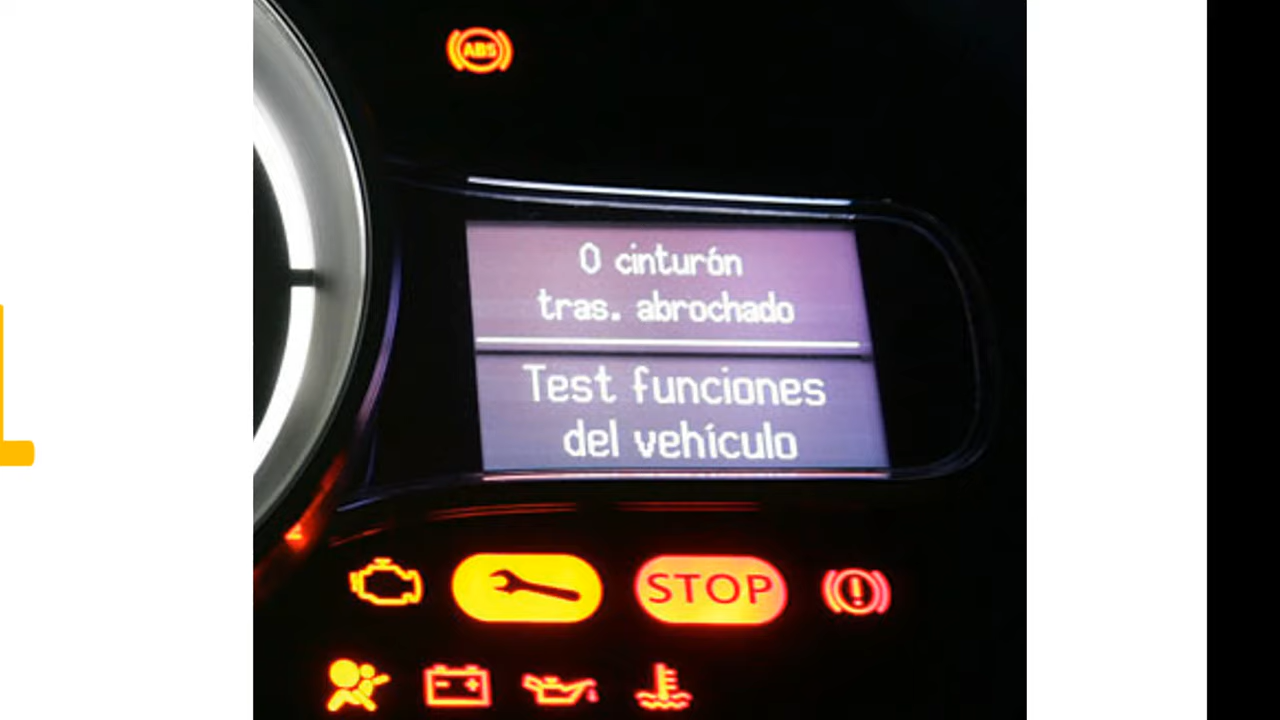 ABS
0 cinturón
tras. abrochado
Test funciones
del vehículo
STOP